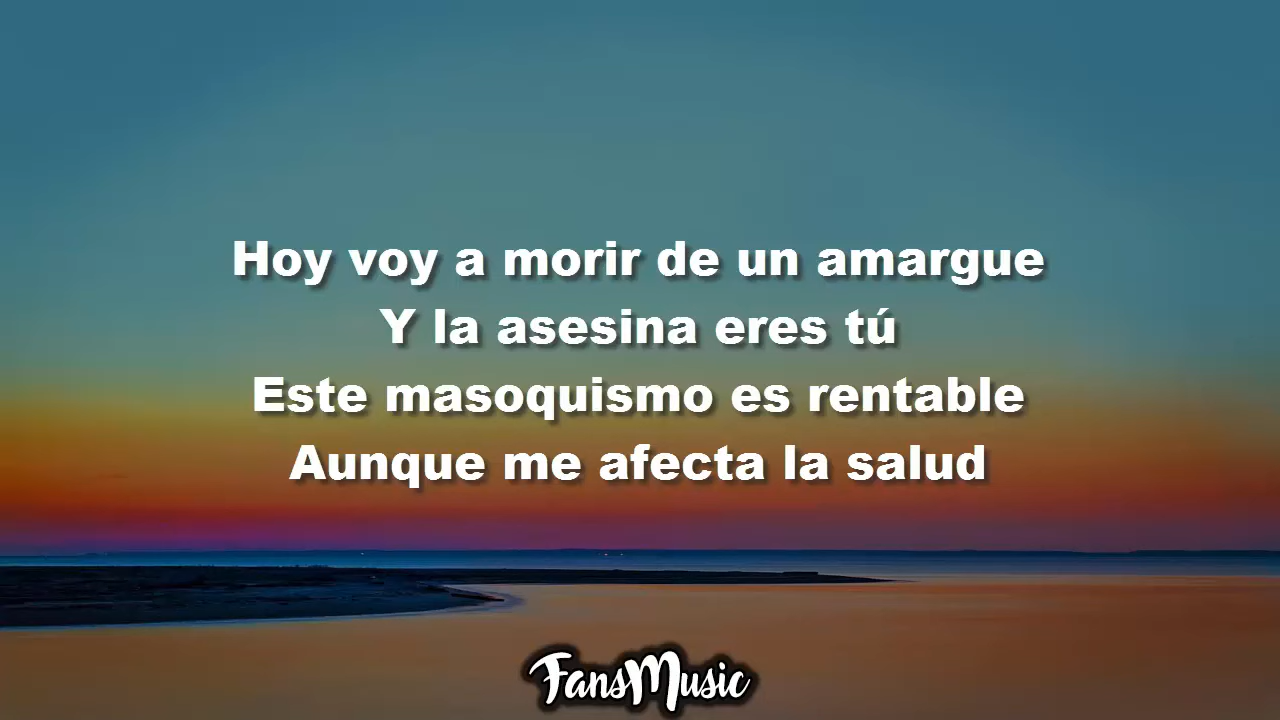 Hoy voy a morir de un amargue
Y la asesina eres tú
Este masoquismo es rentable
Aunque me afecta la salud
FansMusic